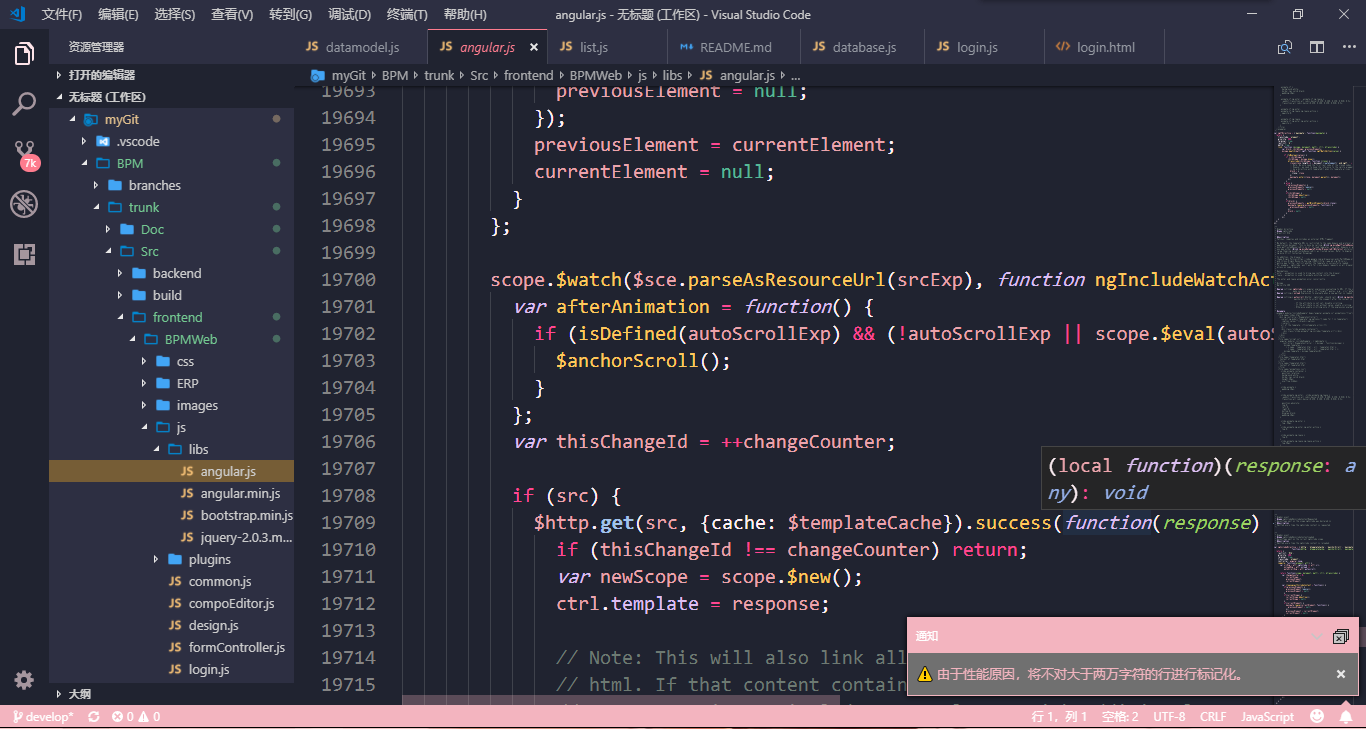 文件(F) 编辑(E) 选择(S) 查看(V) 转到(G) 调试(D) 终端(T) 帮助(H) angular.js - 无标题 (工作区) - Visual Studio Code
资源管理器
JS datamodel.js JS angular.js × JS list.js README.md JS database.js JS login.js <> login.html
myGit BPM trunk Src frontend BPMWeb js libs JS angular.js ...
打开的编辑器
无标题 (工作区)
myGit
.vscode
BPM
branches
trunk
Doc
Src
backend
build
frontend
BPMWeb
css
ERP
images
js
libs
JS angular.js
JS angular.min.js
JS bootstrap.min.js
JS jquery-2.0.3.m...
plugins
JS common.js
JS compoEditor.js
JS design.js
JS formController.js
JS login.js
大纲
7k
19693 previousElement = null;
19694 });
19695 previousElement = currentElement;
19696 currentElement = null;
19697 }
19698 };
19699
19700 scope.$watch($sce.parseAsResourceUrl(srcExp), function ngIncludeWatchAct
19701 var afterAnimation = function() {
19702 if (isDefined(autoScrollExp) && (!autoScrollExp || scope.$eval(autoS
19703 $anchorScroll();
19704 }
19705 };
19706 var thisChangeId = ++changeCounter;
19707
19708 if (src) {
19709 $http.get(src, {cache: $templateCache}).success(function(response)
19710 if (thisChangeId !== changeCounter) return;
19711 var newScope = scope.$new();
19712 ctrl.template = response;
19713
19714 // Note: This will also link all
19715 // html. If that content contain
(local function)(response: a
ny): void
通知
由于性能原因，将不对大于两万字符的行进行标记化。
develop* 0 0 行 1，列 1 空格: 2 UTF-8 CRLF JavaScript